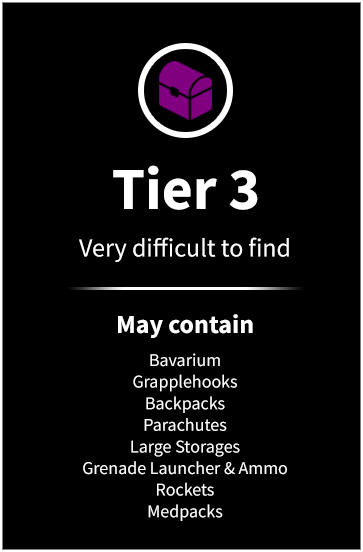 Tier 3
Very difficult to find
May contain
Bavarium
Grapplehooks
Backpacks
Parachutes
Large Storages
Grenade Launcher & Ammo
Rockets
Medpacks